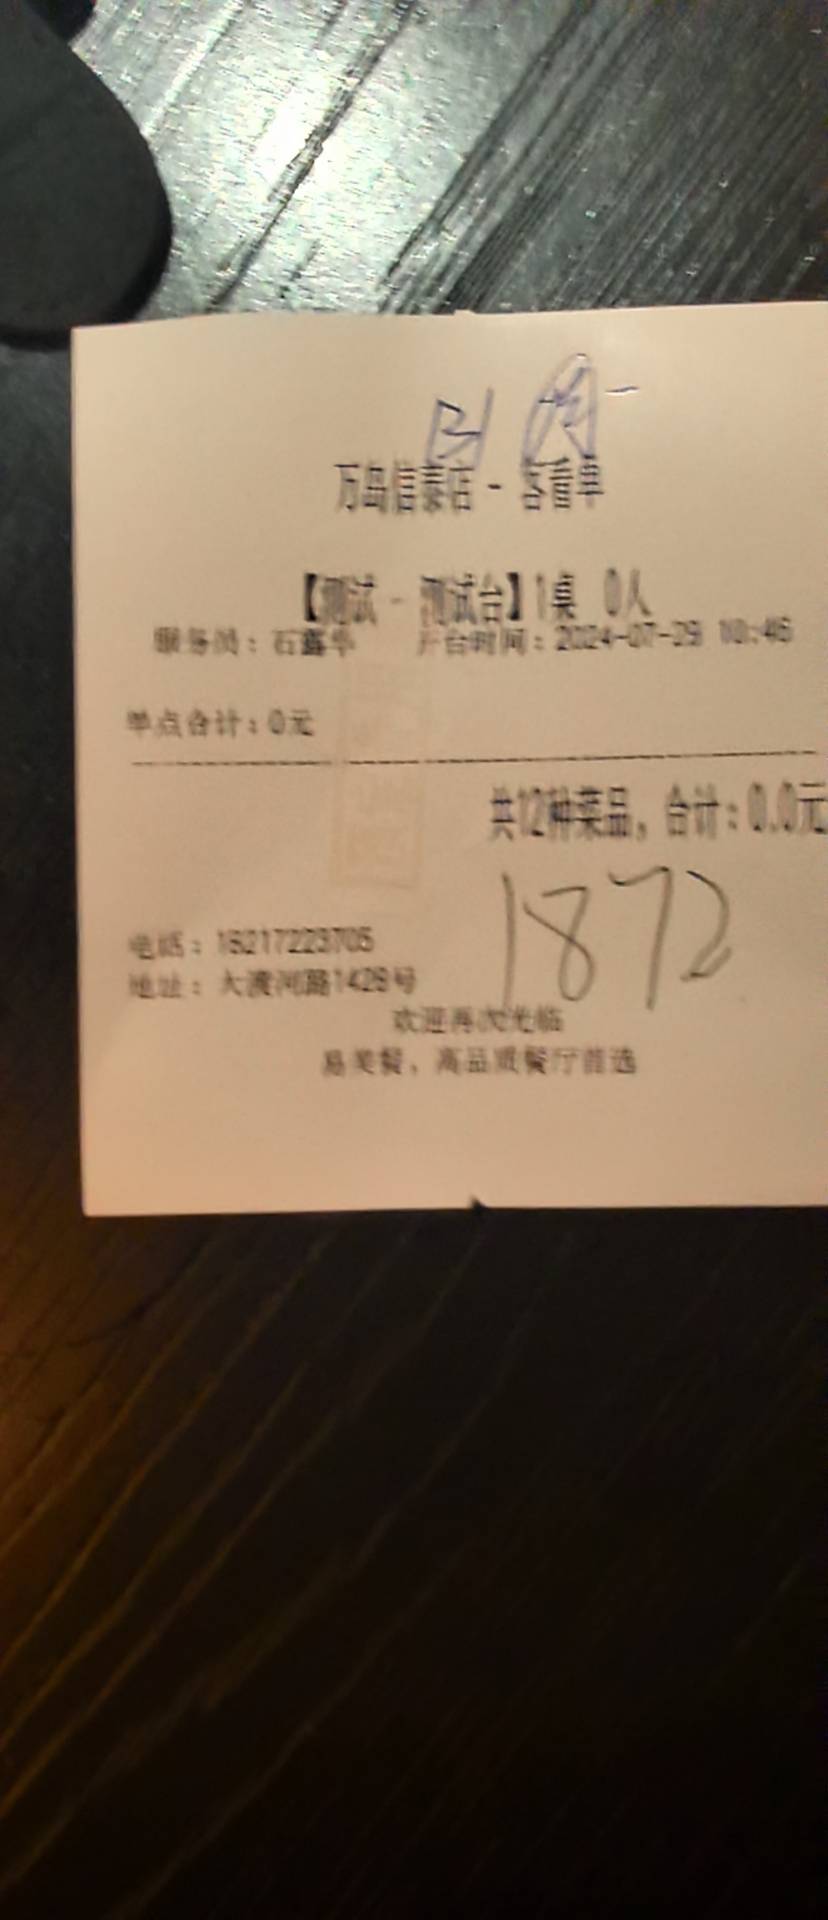 万岛信泰店 - 客看单
【测试 - 测试台】1桌 0人
服务员：石露华 开台时间：2024-07-29 10:46
单点合计：0元
共12种菜品，合计：0.0元
1872
电话：18217223705
地址：大渡河路1429号
欢迎再次光临
易美餐，高品质餐厅首选